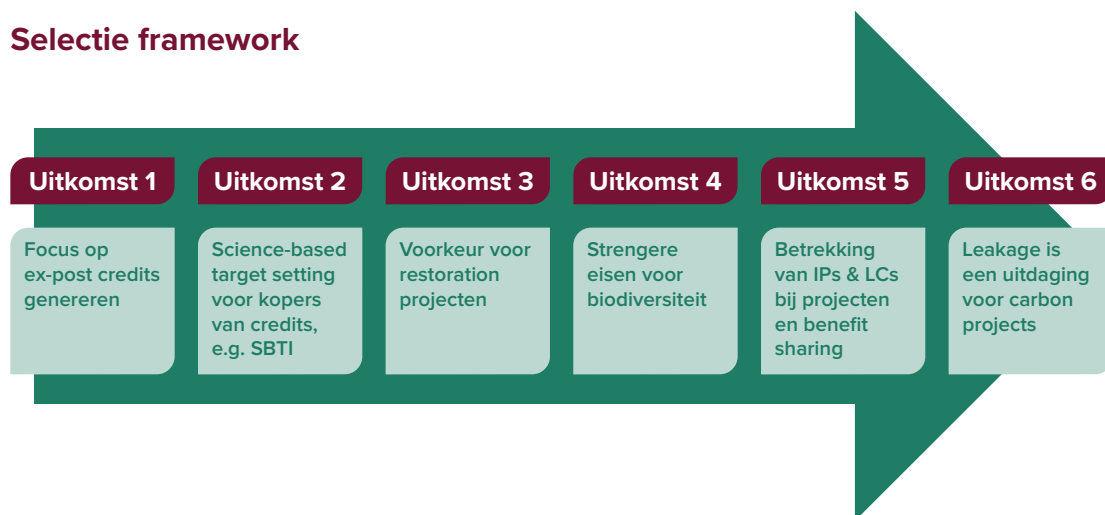 Selectie framework
Uitkomst 1
Focus op
ex-post credits
genereren
Uitkomst 2
Science-based
target setting
voor kopers
van credits,
e.g. SBTI
Uitkomst 3
Voorkeur voor
restoration
projecten
Uitkomst 4
Strengere
eisen voor
biodiversiteit
Uitkomst 5
Betrekking
van IPs & LCs
bij projecten
en benefit
sharing
Uitkomst 6
Leakage is
een uitdaging
voor carbon
projects